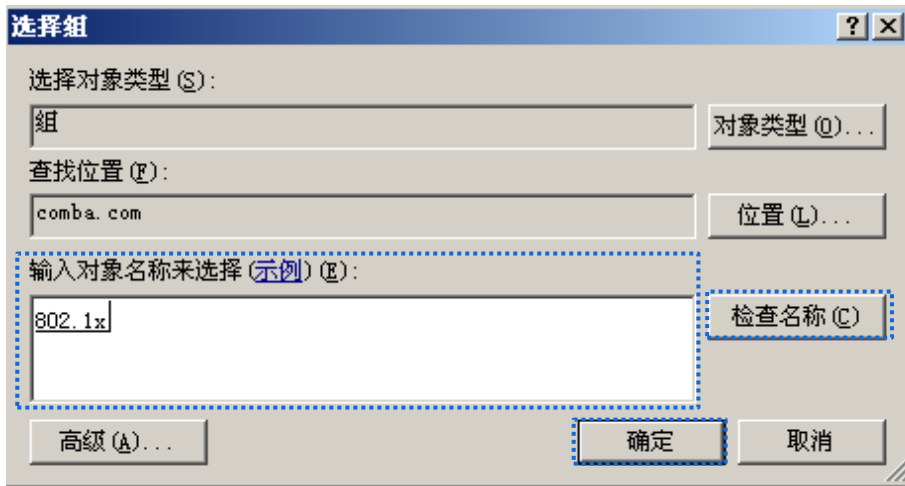 选择组
选择对象类型(S):
组
对象类型(O)...
查找位置(F):
comba.com
位置(L)...
输入对象名称来选择(示例)(E):
802.1x
检查名称(C)
高级(A)...
确定
取消